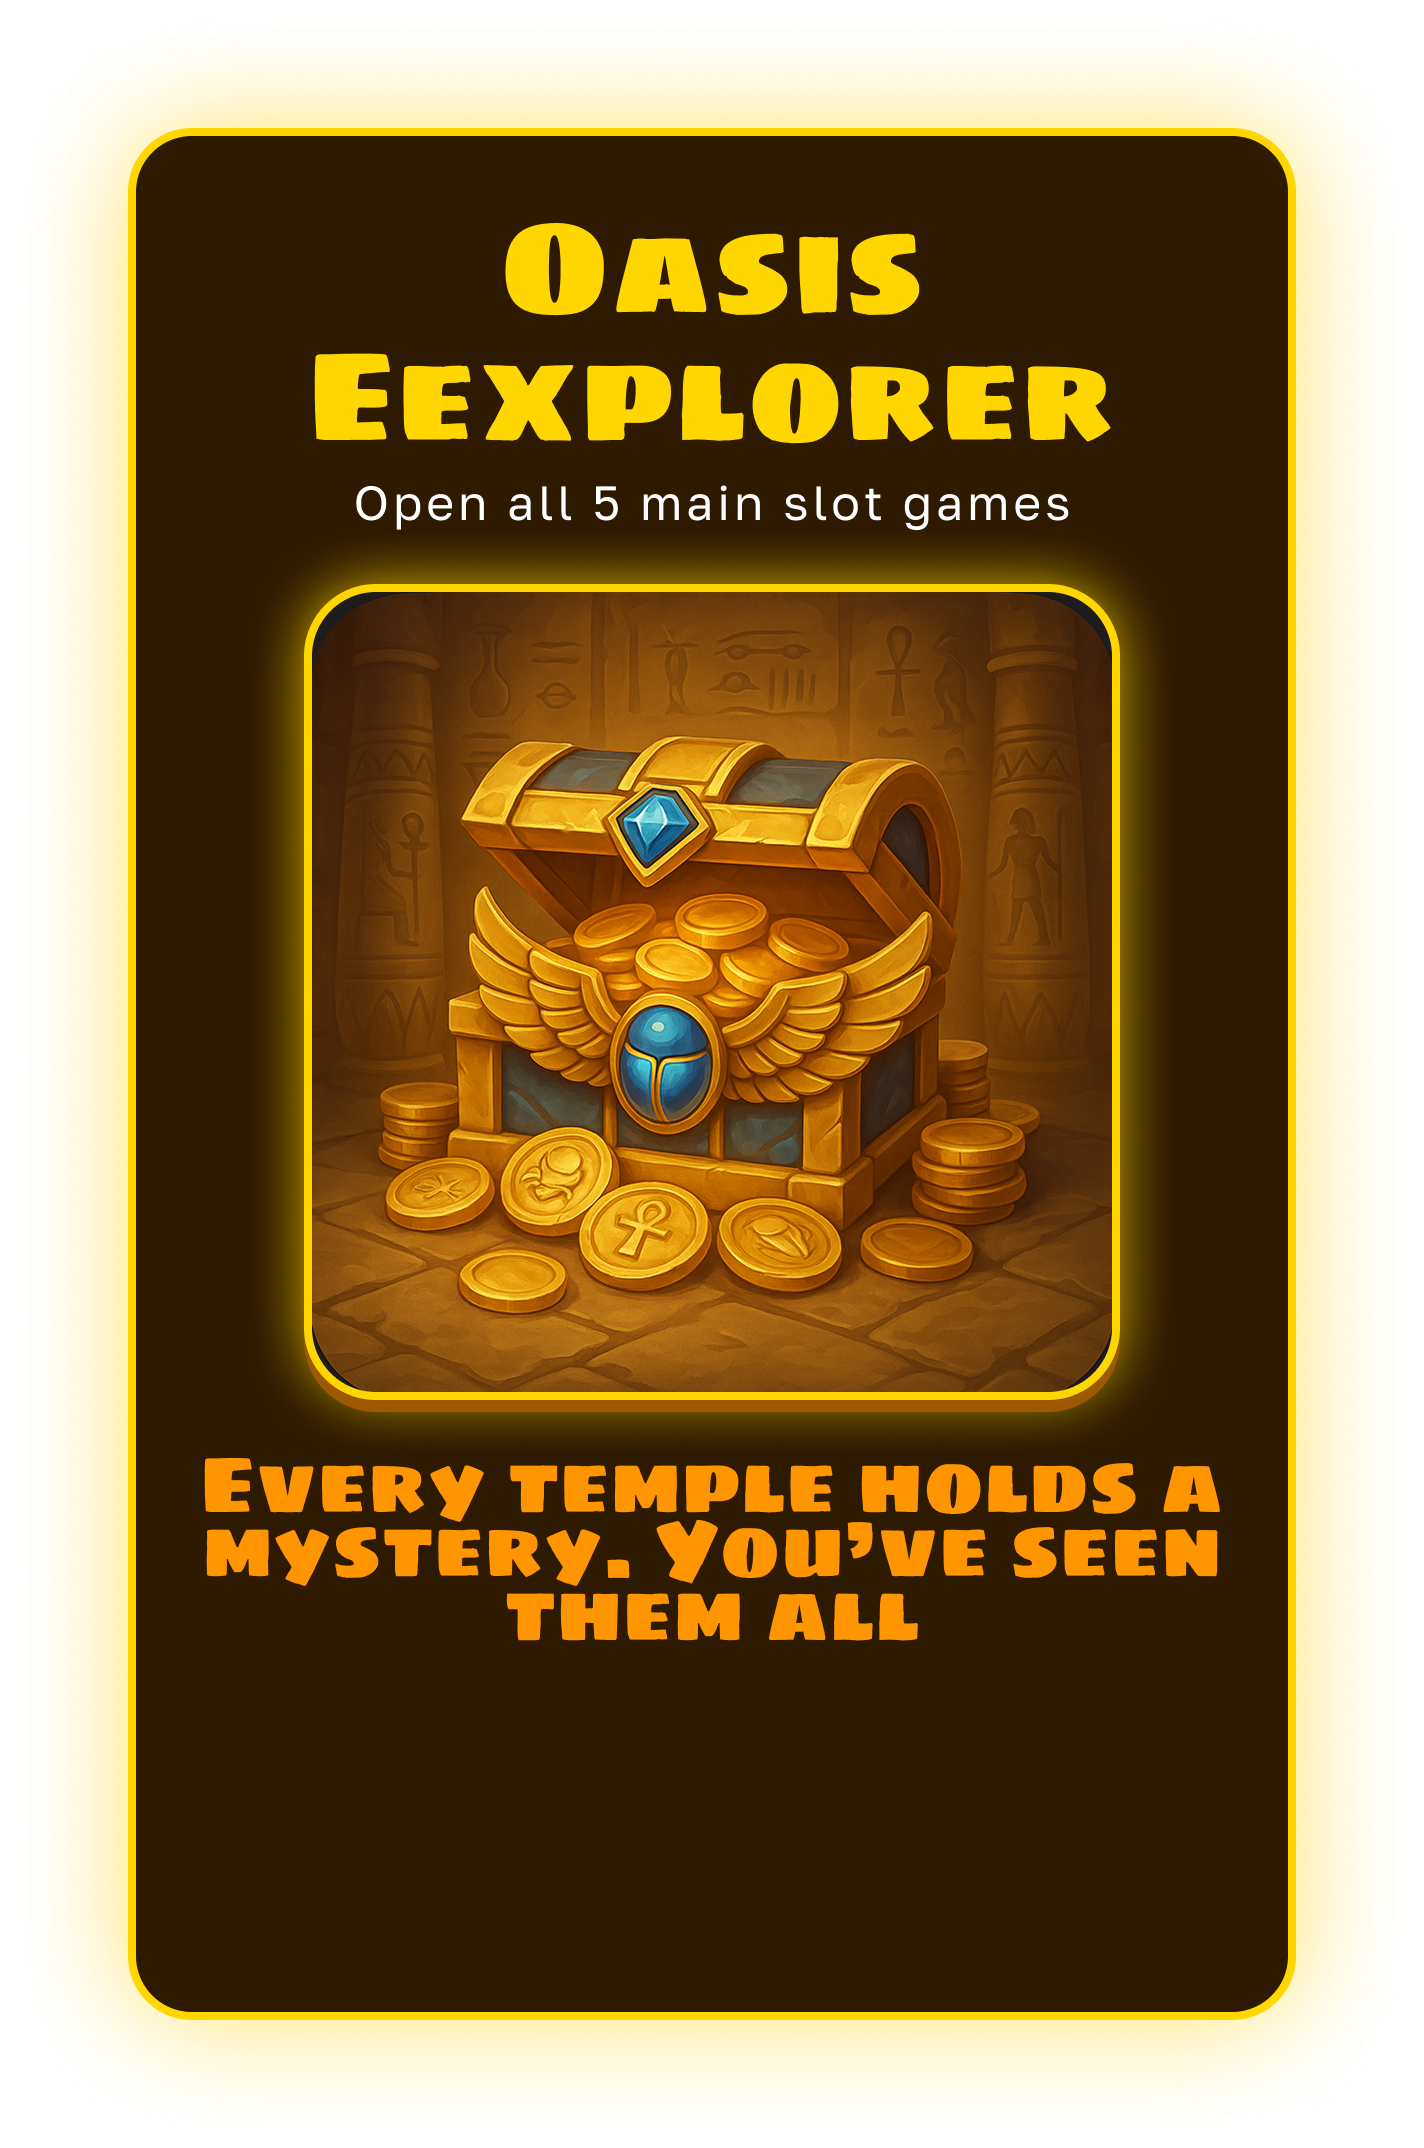 Oasis
Eexplorer
Open all 5 main slot games
Every temple holds a
mystery. You’ve seen
them all